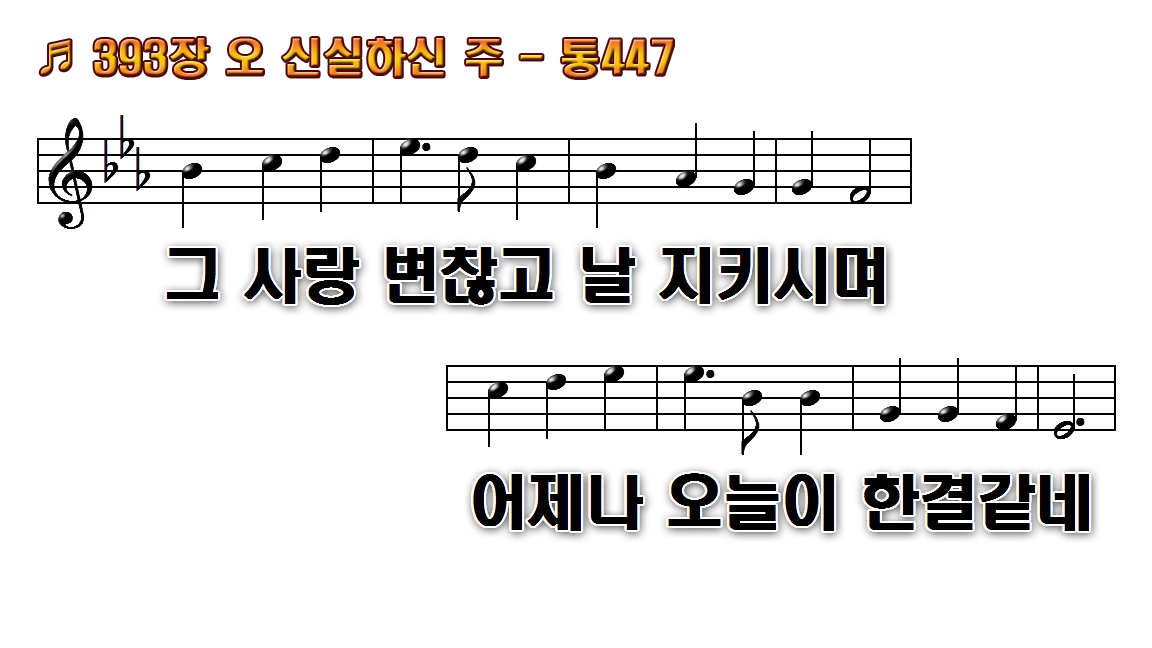 ♬ 393장 오 신실하신 주 - 통447
그 사랑 변찮고 날 지키시며
어제나 오늘이 한결같네